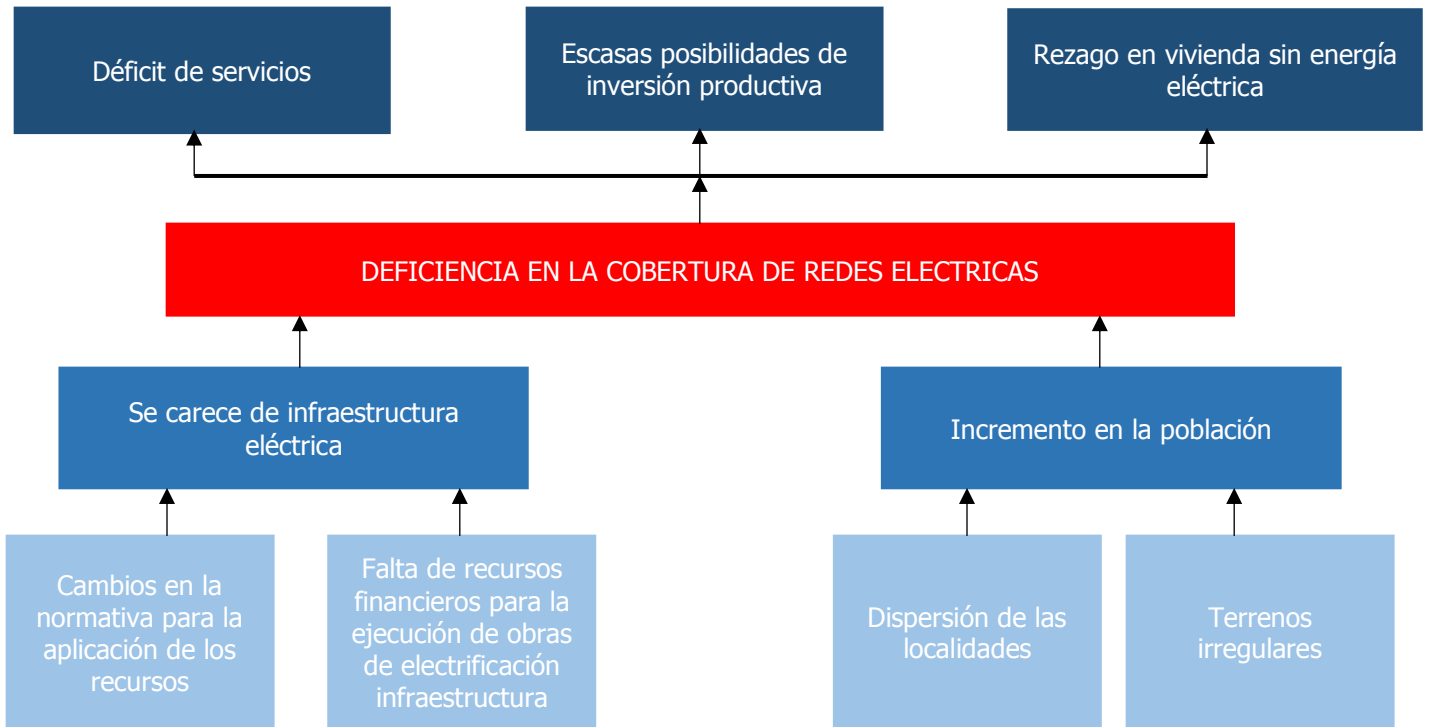 Déficit de servicios
Escasas posibilidades de
inversión productiva
Rezago en vivienda sin energía
eléctrica
DEFICIENCIA EN LA COBERTURA DE REDES ELECTRICAS
Se carece de infraestructura
eléctrica
Incremento en la población
Cambios en la
normativa para la
aplicación de los
recursos
Falta de recursos
financieros para la
ejecución de obras
de electrificación
infraestructura
Dispersión de las
localidades
Terrenos
irregulares